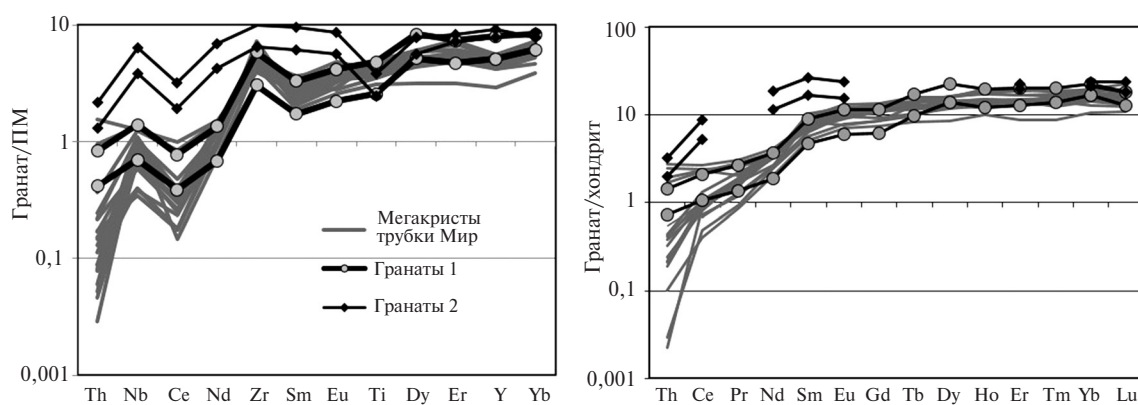 10
1
0,1
0,001
Гранат/ПМ
Мегакристы
трубки Мир
Гранаты 1
Гранаты 2
Th Nb Ce Nd Zr Sm Eu Ti Dy Er Y Yb
100
10
1
0,1
0,001
Гранат/хондрит
Th Ce Pr Nd Sm Eu Gd Tb Dy Ho Er Tm Yb Lu